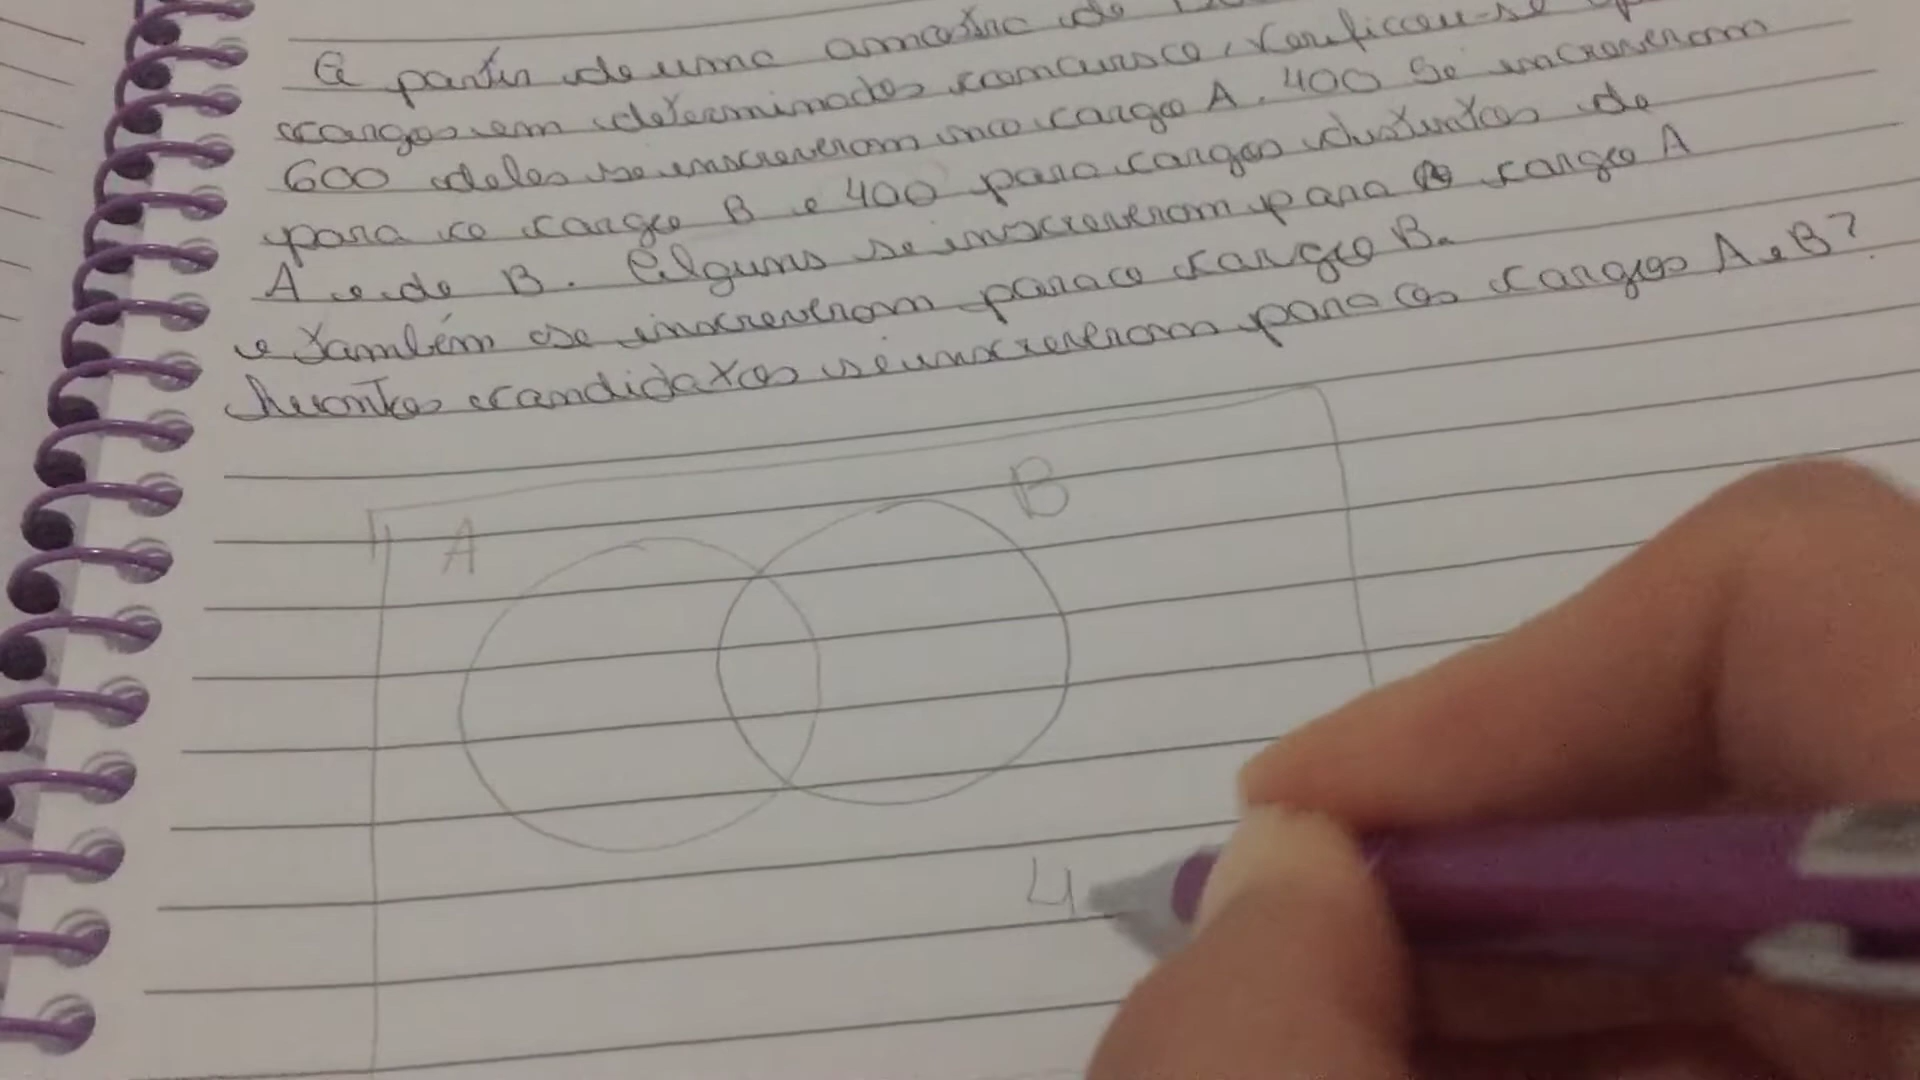 A partir de uma amostra de
cargos em determinados concurso, verificou-se
600 deles se inscreveram no cargo A. 400 se inscreveram
para o cargo B e 400 para cargos distintos de
A e de B. Alguns se inscreveram para o cargo A
e também se inscreveram para o cargo B.
Quantos candidatos se inscreveram para os cargos A e B?
A B
4